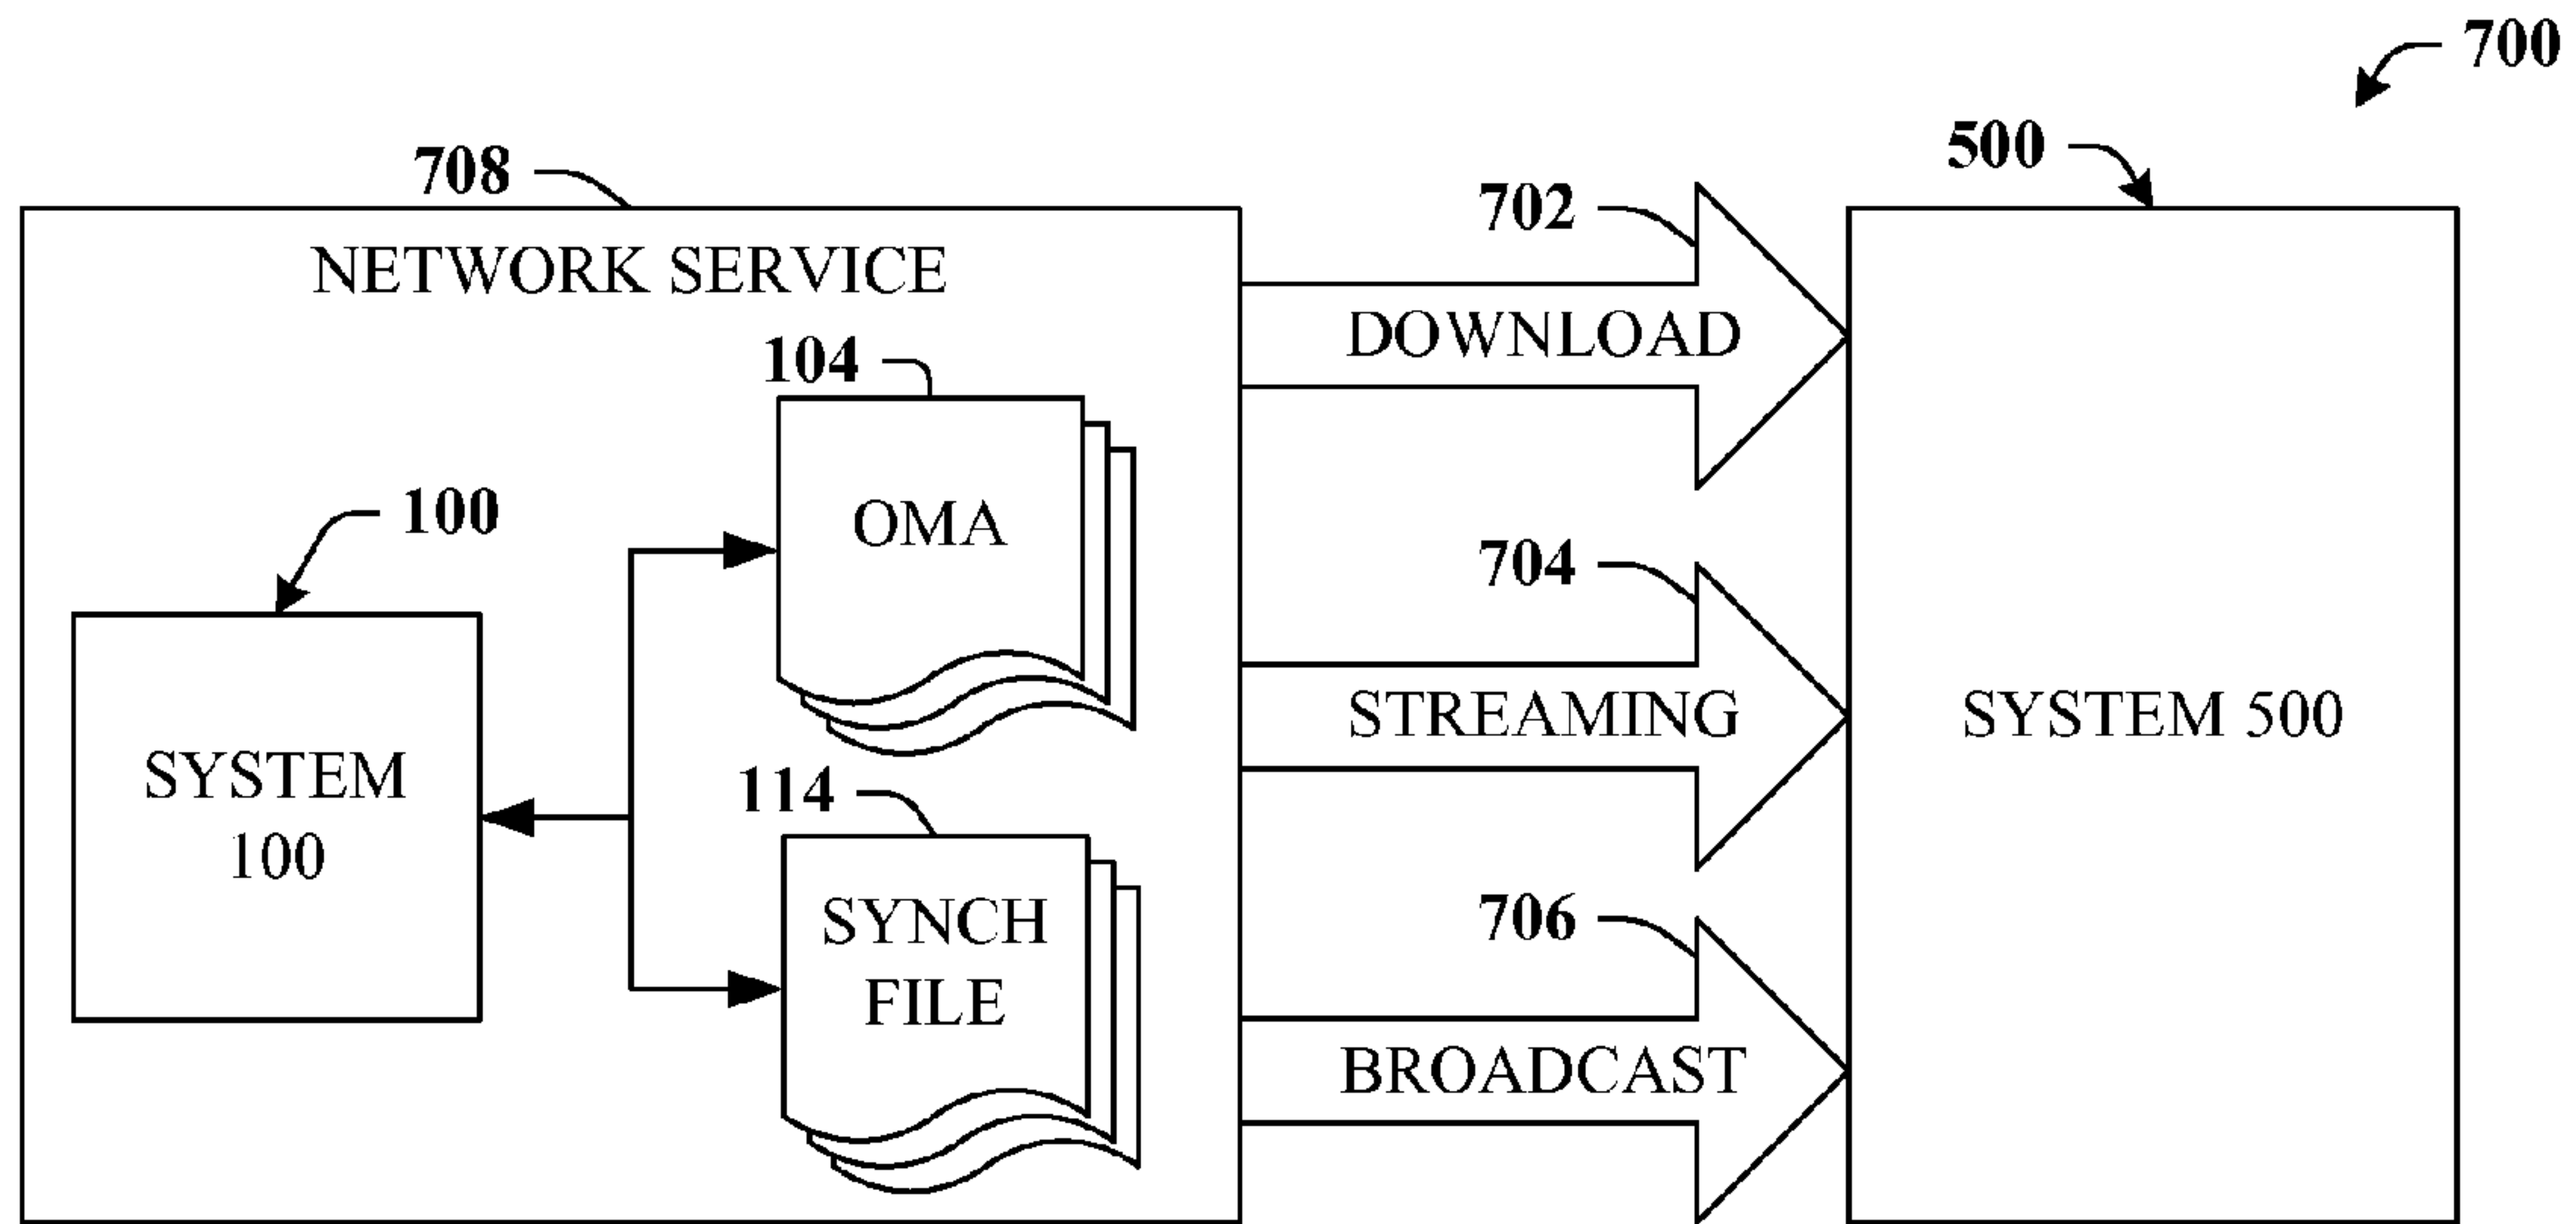 700
500
708
702
NETWORK SERVICE
DOWNLOAD
104
OMA
100
704
SYSTEM
100
STREAMING
SYSTEM 500
114
SYNCH
FILE
706
BROADCAST